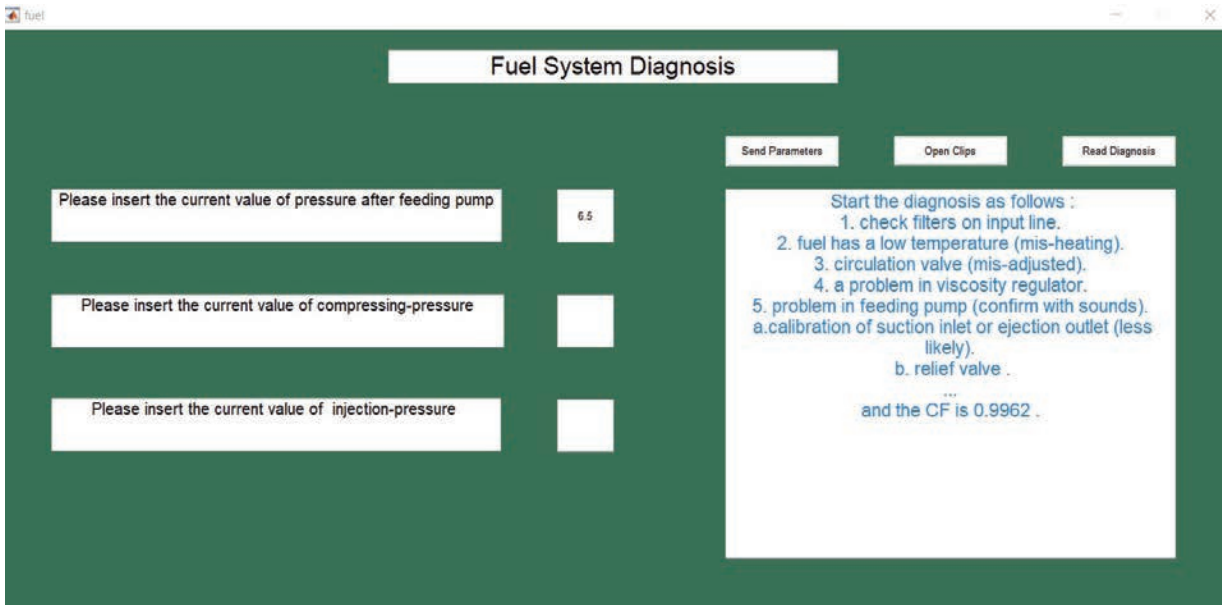 fuel
Fuel System Diagnosis
Send Parameters
Open Clips
Read Diagnosis
Please insert the current value of pressure after feeding pump
6.5
Please insert the current value of compressing-pressure
Please insert the current value of  injection-pressure
Start the diagnosis as follows :
1. check filters on input line.
2. fuel has a low temperature (mis-heating).
3. circulation valve (mis-adjusted).
4. a problem in viscosity regulator.
5. problem in feeding pump (confirm with sounds).
a.calibration of suction inlet or ejection outlet (less
likely).
b. relief valve .
...
and the CF is 0.9962 .